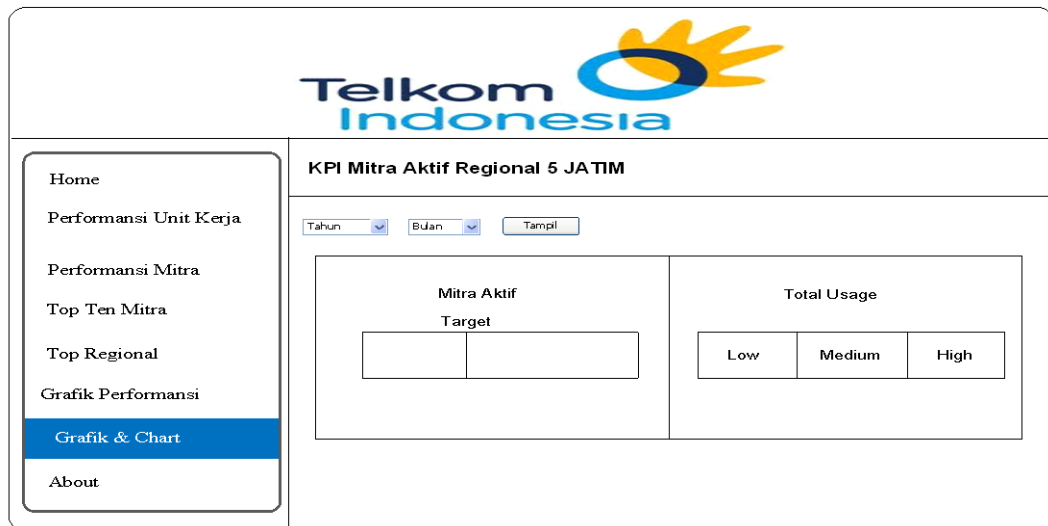 Telkom
Indonesia
Home
Performansi Unit Kerja
Performansi Mitra
Top Ten Mitra
Top Regional
Grafik Performansi
Grafik & Chart
About
KPI Mitra Aktif Regional 5 JATIM
Tahun Bulan Tampil
Mitra Aktif
Target
Total Usage
Low Medium High